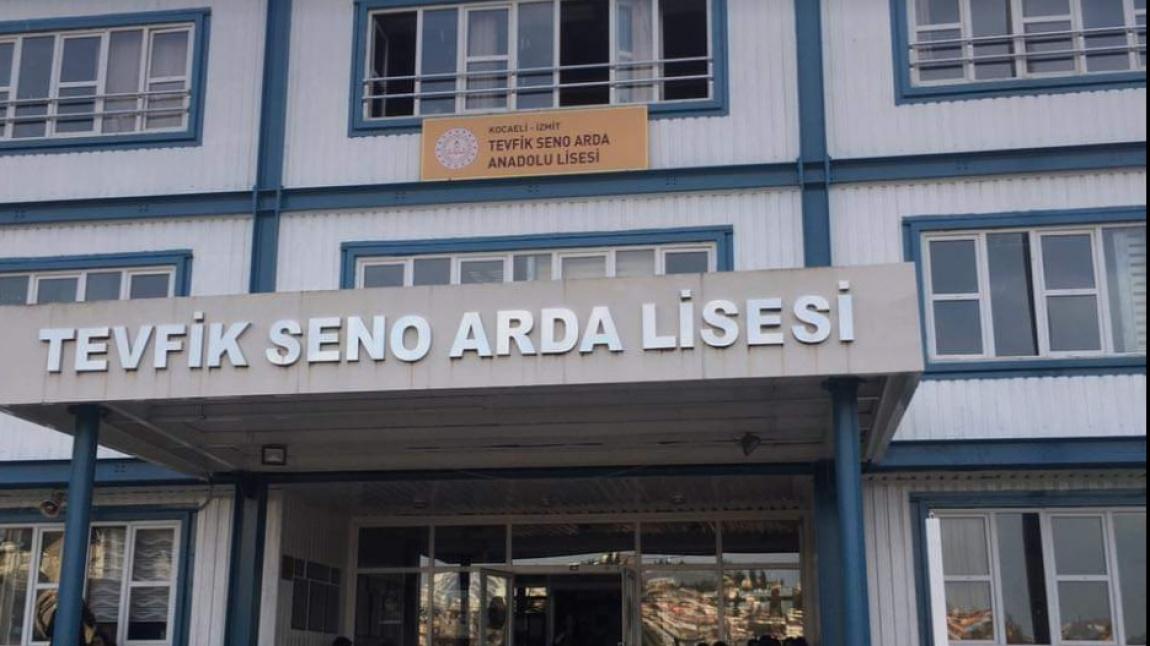 KOCAELİ - İZMİT
TEVFİK SENO ARDA
ANADOLU LİSESİ
TEVFİK SENO ARDA LİSESİ